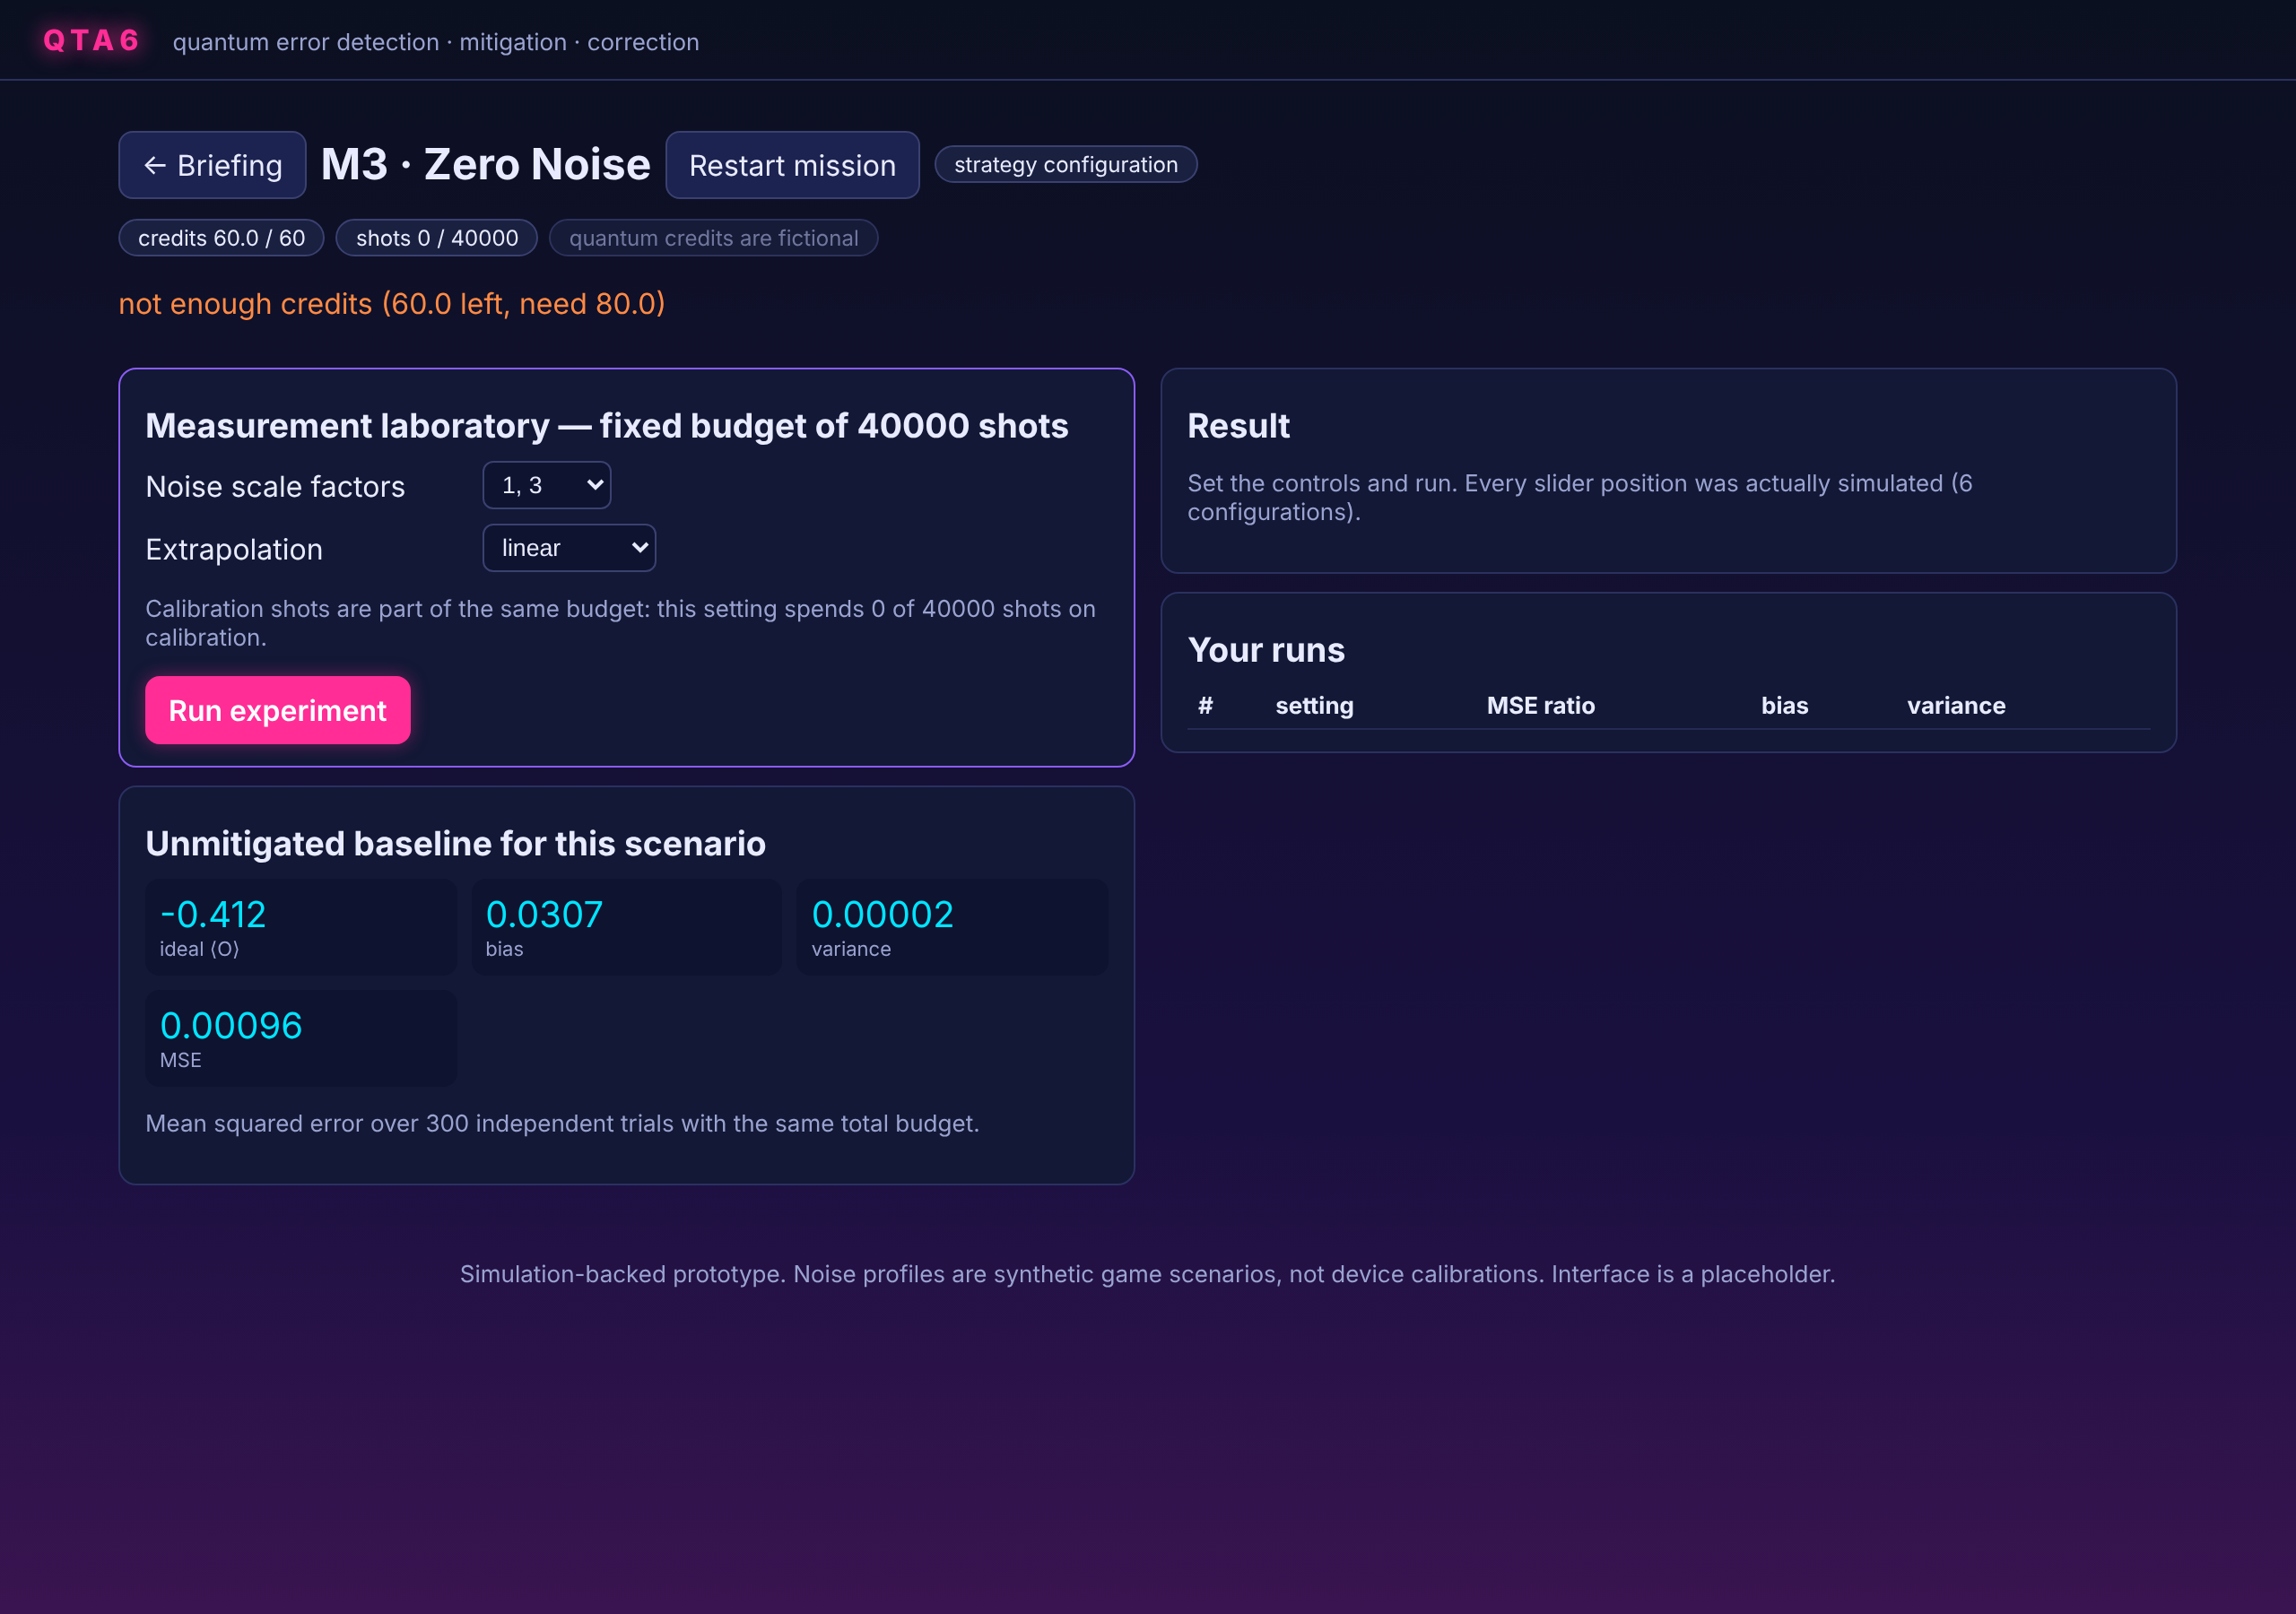 QTA6 quantum error detection · mitigation · correction
← Briefing M3 · Zero Noise Restart mission strategy configuration
credits 60.0 / 60 shots 0 / 40000 quantum credits are fictional
not enough credits (60.0 left, need 80.0)
Measurement laboratory — fixed budget of 40000 shots
Noise scale factors 1, 3
Extrapolation linear
Calibration shots are part of the same budget: this setting spends 0 of 40000 shots on
calibration.
Run experiment
Unmitigated baseline for this scenario
-0.412 0.0307 0.00002
ideal ⟨O⟩ bias variance
0.00096
MSE
Mean squared error over 300 independent trials with the same total budget.
Result
Set the controls and run. Every slider position was actually simulated (6
configurations).
Your runs
# setting MSE ratio bias variance
Simulation-backed prototype. Noise profiles are synthetic game scenarios, not device calibrations. Interface is a placeholder.